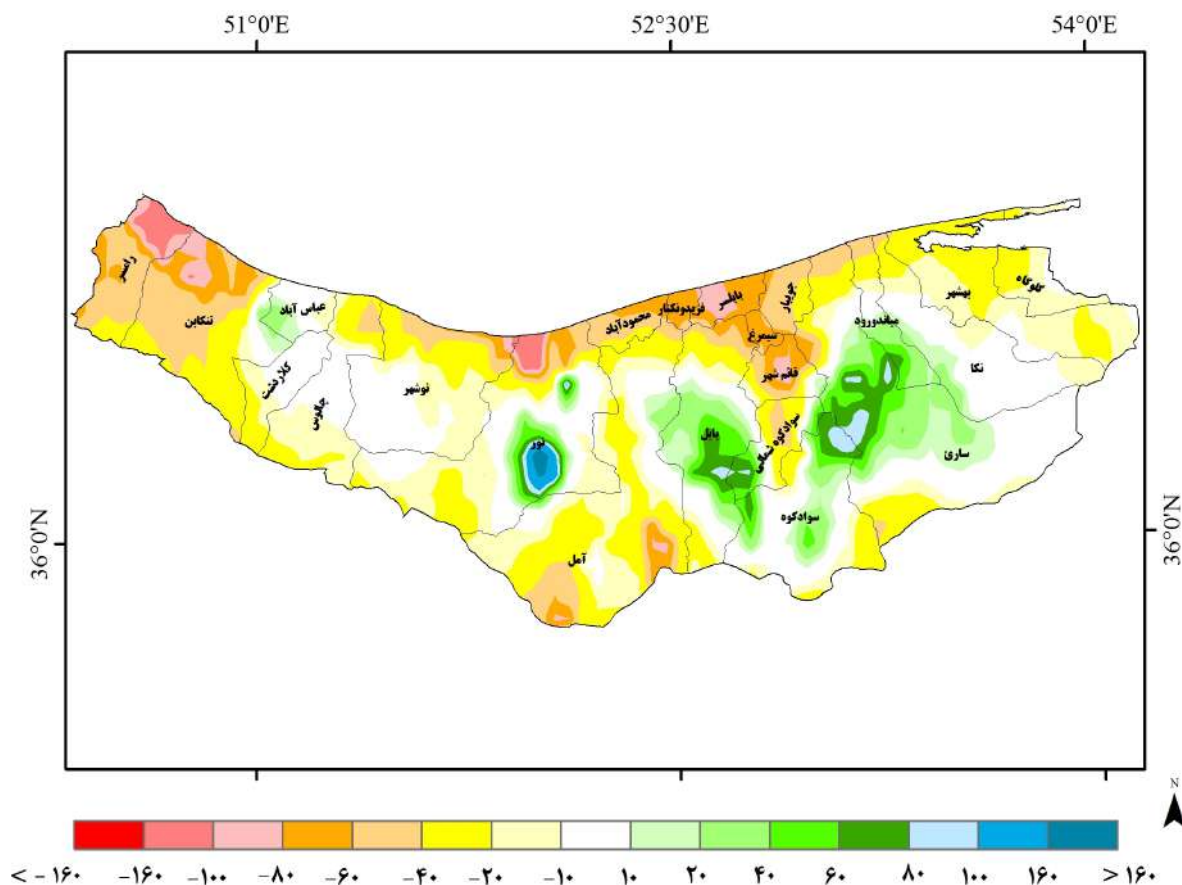 51°0'E 52°30'E 54°0'E
رامسر
تنکابن
عباس آباد
کلاردشت
چالوس
نوشهر
نور
آمل
محمودآباد
فریدونکنار
بابلسر
جویبار
سیمرغ
قائم شهر
بابل
سوادکوه شمالی
سوادکوه
میاندورود
ساری
نکا
بهشهر
گلوگاه
36°0'N 36°0'N
N
< -۱۶۰ -۱۶۰ -۱۰۰ -۸۰ -۶۰ -۴۰ -۲۰ -۱۰ ۱۰ ۲۰ ۴۰ ۶۰ ۸۰ ۱۰۰ ۱۶۰ > ۱۶۰